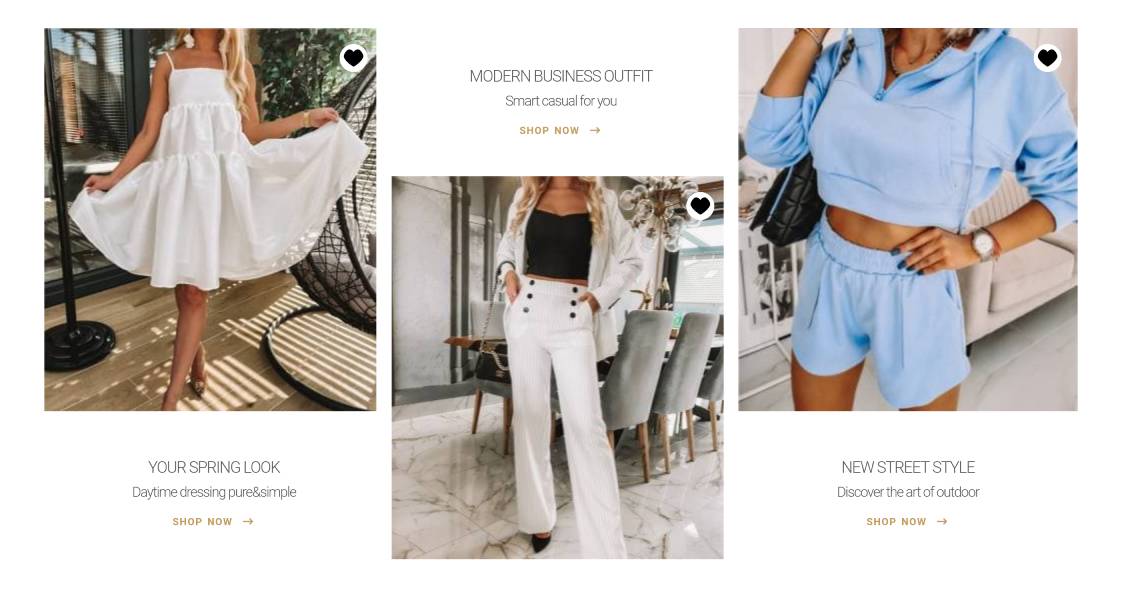 MODERN BUSINESS OUTFIT
Smart casual for you
SHOP NOW →
YOUR SPRING LOOK
Daytime dressing pure&simple
SHOP NOW →
NEW STREET STYLE
Discover the art of outdoor
SHOP NOW →